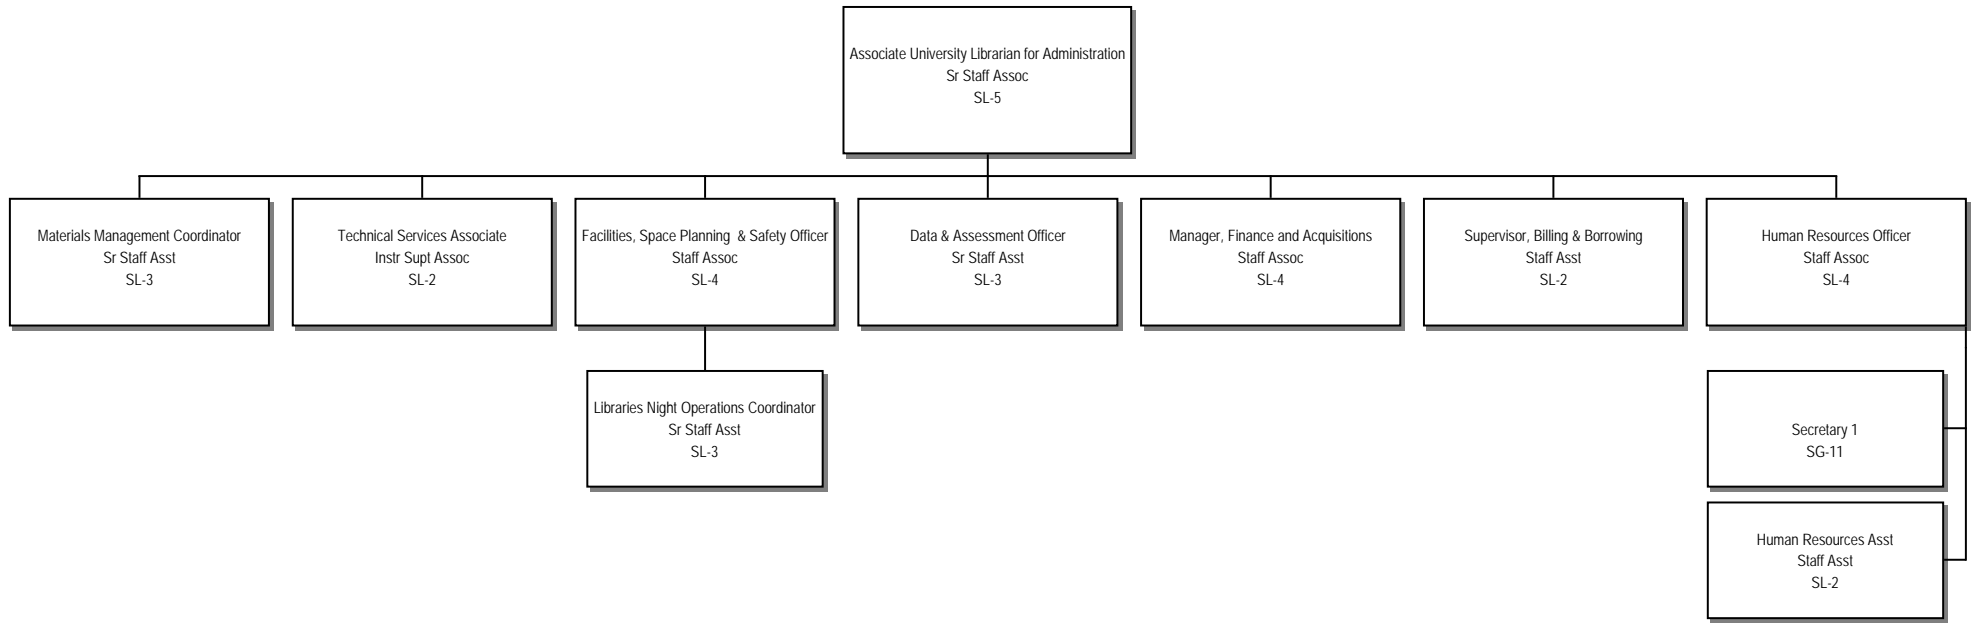 Associate University Librarian for Administration
Sr Staff Assoc
SL-5
Materials Management Coordinator
Sr Staff Asst
SL-3
Technical Services Associate
Instr Supt Assoc
SL-2
Facilities, Space Planning & Safety Officer
Staff Assoc
SL-4
Data & Assessment Officer
Sr Staff Asst
SL-3
Manager, Finance and Acquisitions
Staff Assoc
SL-4
Supervisor, Billing & Borrowing
Staff Asst
SL-2
Human Resources Officer
Staff Assoc
SL-4
Libraries Night Operations Coordinator
Sr Staff Asst
SL-3
Secretary 1
SG-11
Human Resources Asst
Staff Asst
SL-2